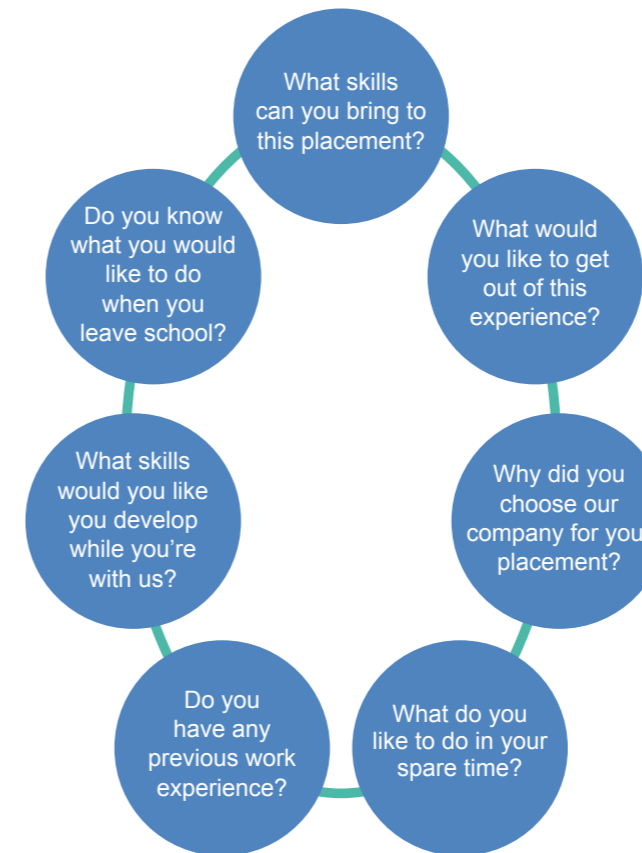 What skills
can you bring to
this placement?
What would
you like to get
out of this
experience?
Why did you
choose our
company for you
placement?
What do you
like to do in your
spare time?
Do you
have any
previous work
experience?
What skills
would you like
you develop
while you’re
with us?
Do you know
what you would
like to do
when you
leave school?